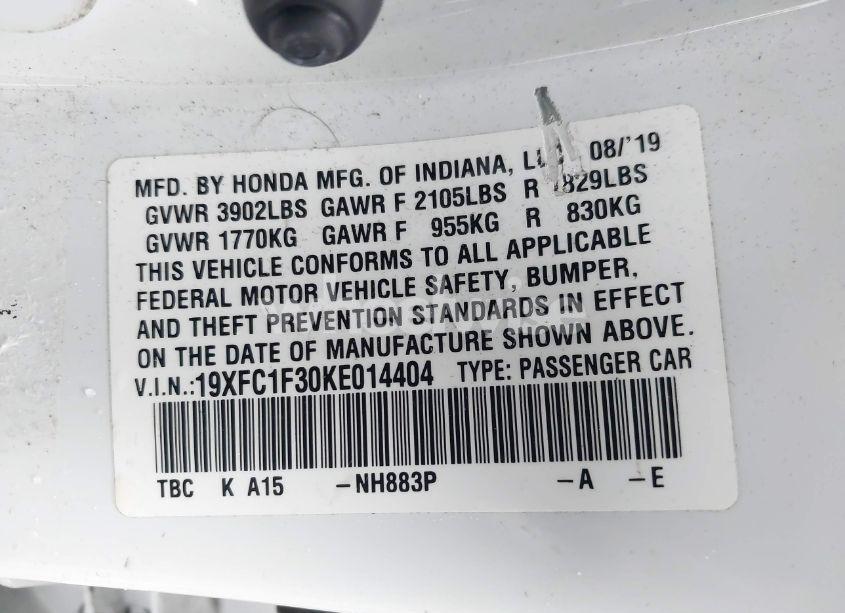 MFD. BY HONDA MFG. OF INDIANA, 08/'19
GVWR 3902LBS GAWR F 2105LBS R 1829LBS
GVWR 1770KG GAWR F 955KG R 830KG
THIS VEHICLE CONFORMS TO ALL APPLICABLE
FEDERAL MOTOR VEHICLE SAFETY, BUMPER,
AND THEFT PREVENTION STANDARDS IN EFFECT
ON THE DATE OF MANUFACTURE SHOWN ABOVE.
V.I.N.:19XFC1F30KE014404 TYPE: PASSENGER CAR
TBC K A15 -NH883P -A -E